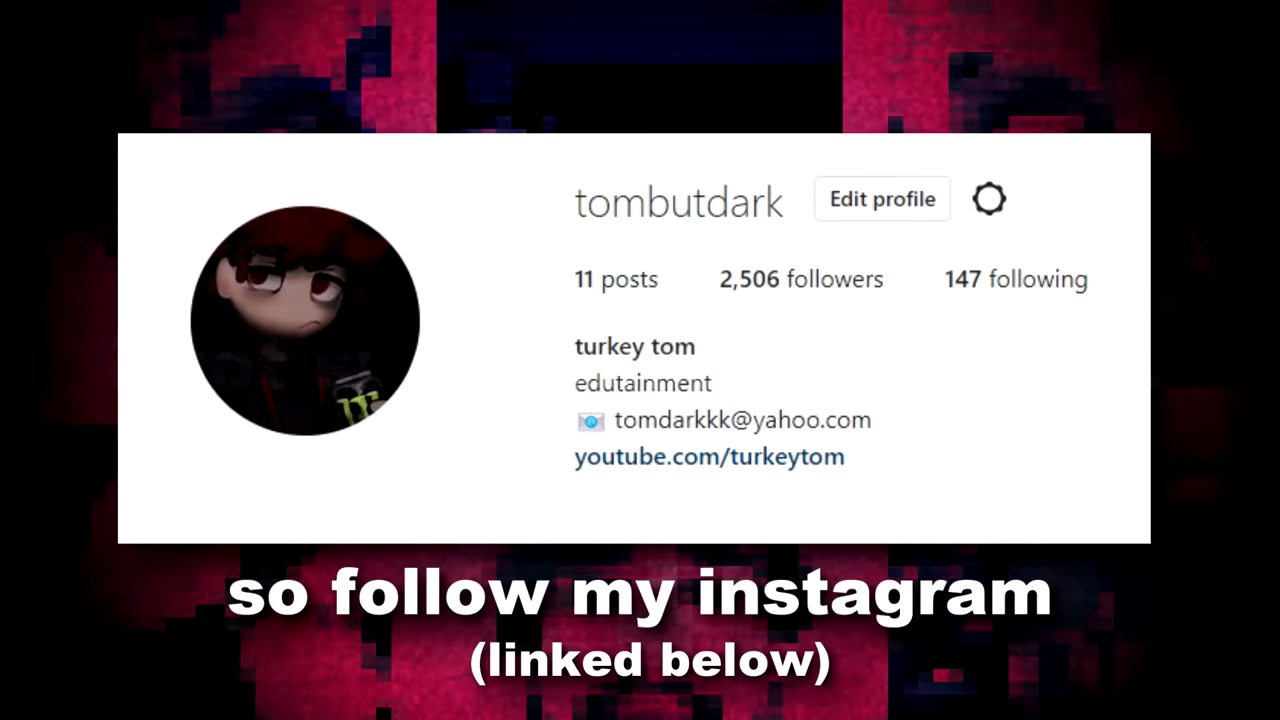 tombutdark Edit profile
11 posts 2,506 followers 147 following
turkey tom
edutainment
tomdarkkk@yahoo.com
youtube.com/turkeytom
so follow my instagram
(linked below)